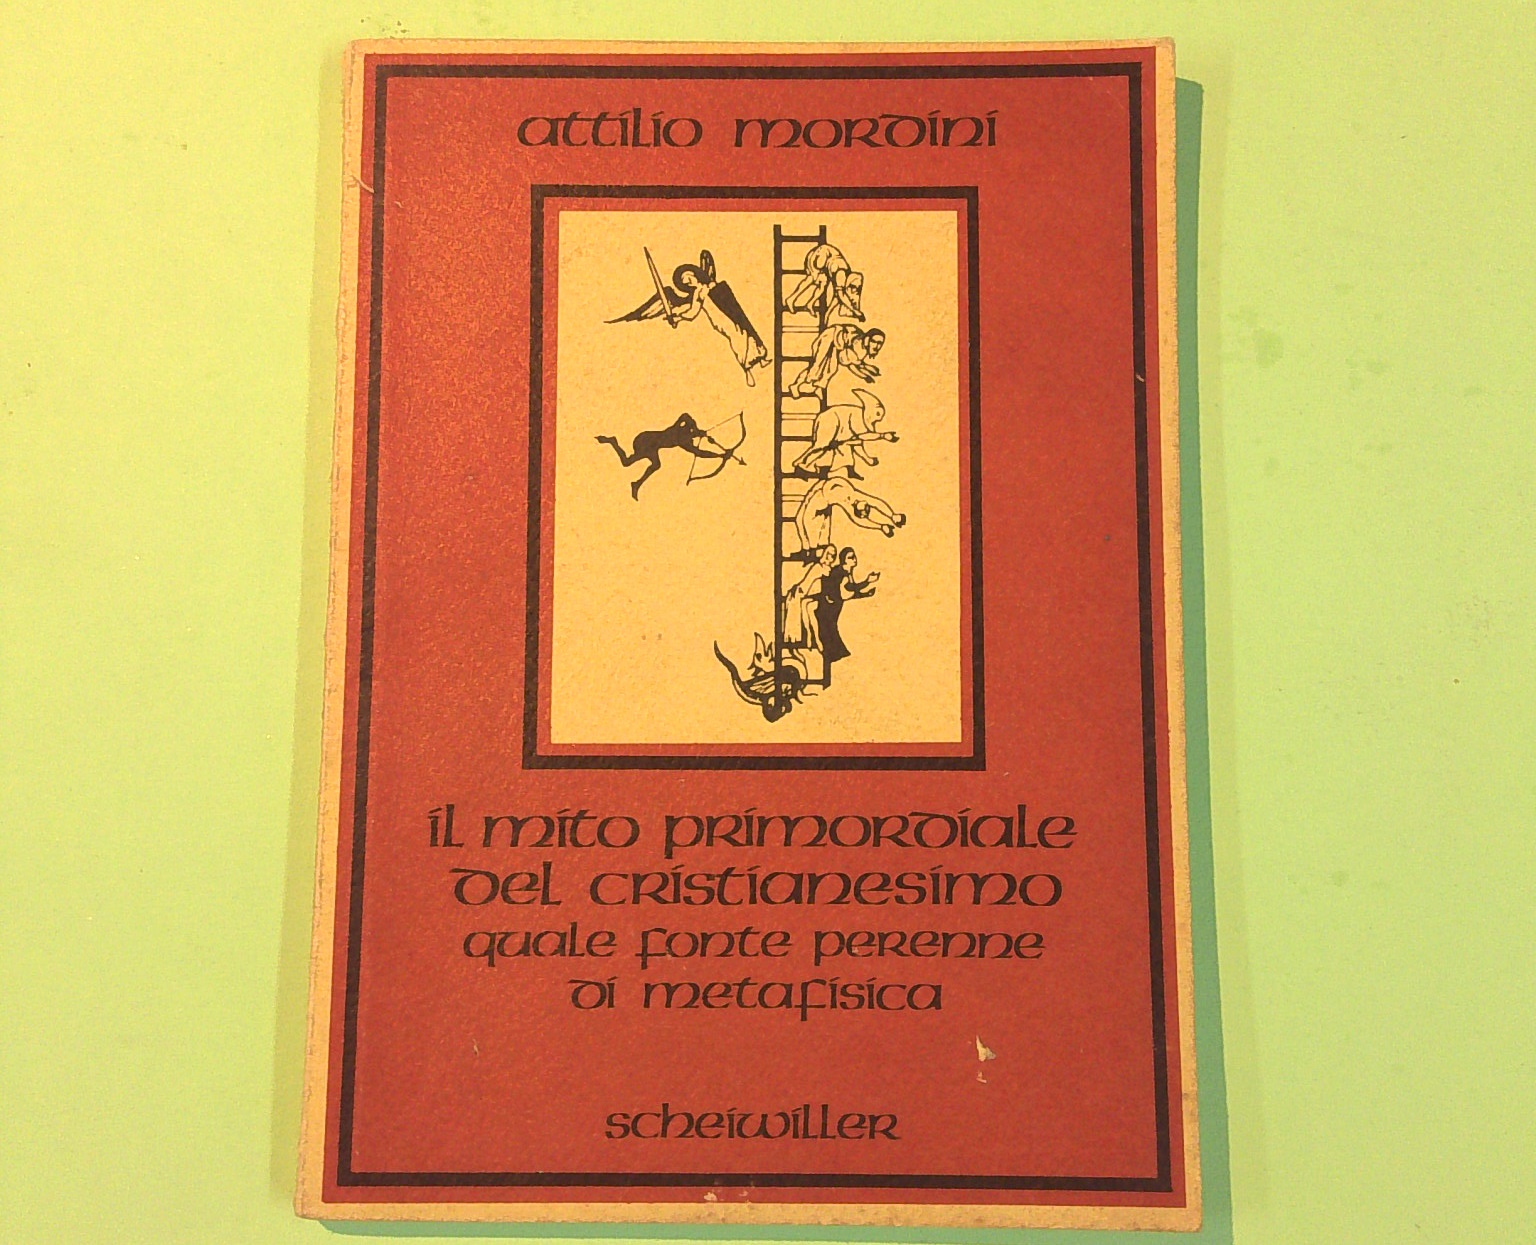 attilio mordini
il mito primordiale
del cristianesimo
quale fonte perenne
di metafisica
scheiwiller